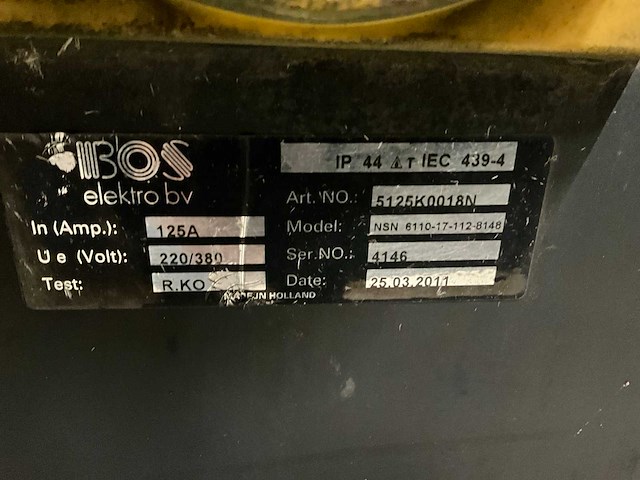 BOS
elektro bv
IP 44 T IEC 439-4
In (Amp.): 125A
U e (Volt): 220/380
Test: R.KO
Art. NO.: 5125K0018N
Model: NSN 6110-17-112-8148
Ser.NO.: 4146
Date: 25.03.2011
MADE IN HOLLAND